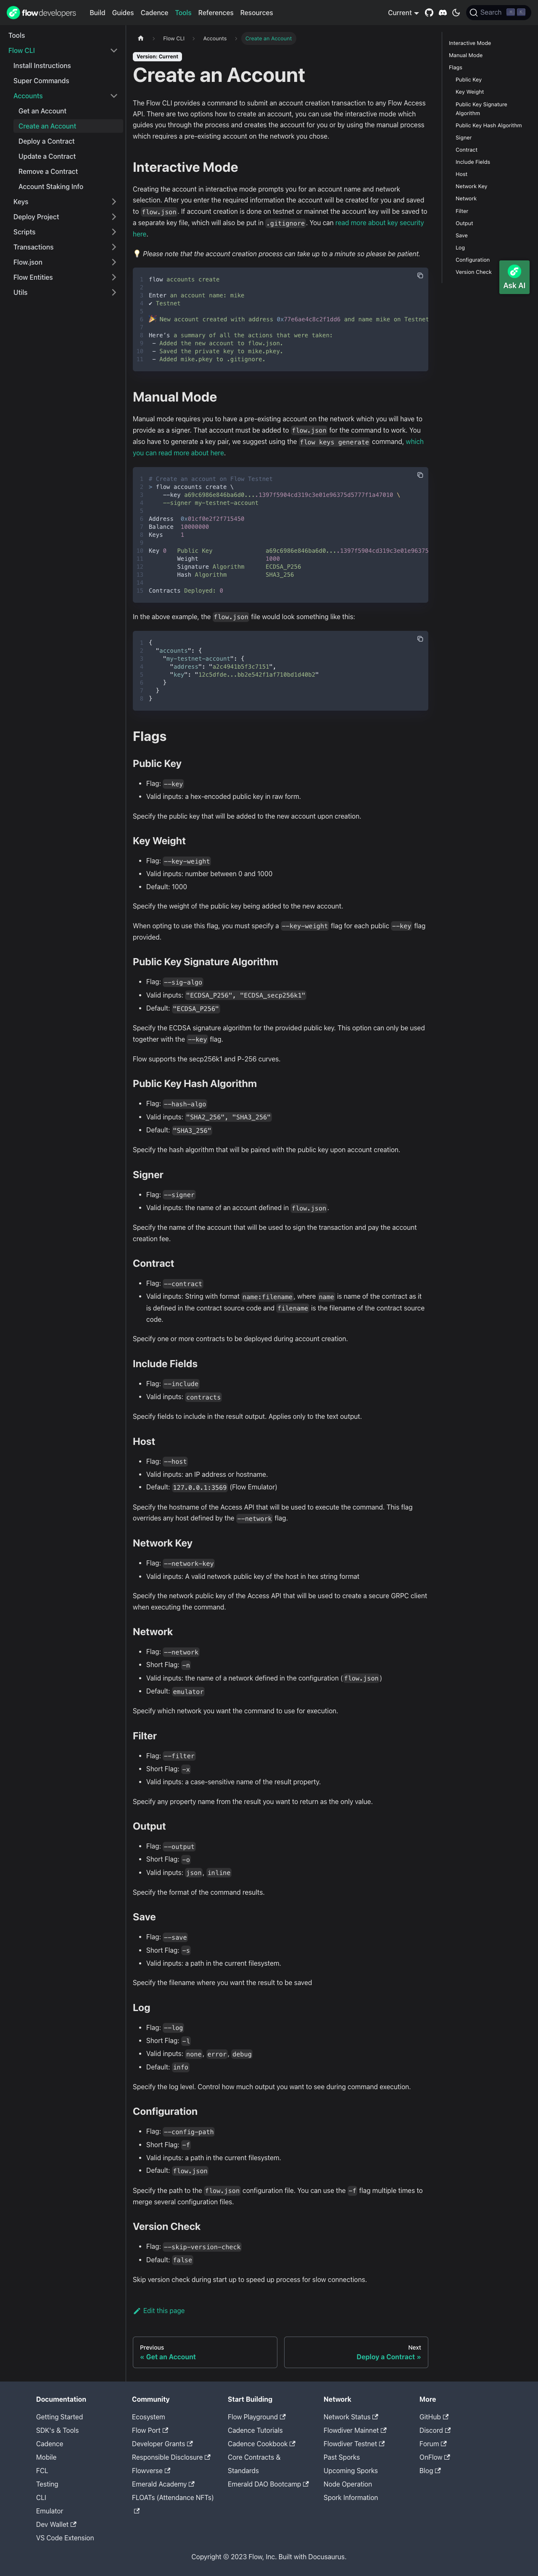 flow developers
Build Guides Cadence Tools References Resources
Current
Search
Tools
Flow CLI
Install Instructions
Super Commands
Accounts
Get an Account
Create an Account
Deploy a Contract
Update a Contract
Remove a Contract
Account Staking Info
Keys
Deploy Project
Scripts
Transactions
Flow.json
Flow Entities
Utils
Flow CLI
Accounts
Create an Account
Version: Current
Create an Account
The Flow CLI provides a command to submit an account creation transaction to any Flow Access
API. There are two options how to create an account, you can use the interactive mode which
guides you through the process and creates the account for you or by using the manual process
which requires a pre-existing account on the network you chose.
Interactive Mode
Creating the account in interactive mode prompts you for an account name and network
selection. After you enter the required information the account will be created for you and saved
to flow.json. If account creation is done on testnet or mainnet the account key will be saved to
a separate key file, which will also be put in .gitignore. You can read more about key security
here.
💡 Please note that the account creation process can take up to a minute so please be patient.
1 flow accounts create
2
3 Enter an account name: mike
4 ✔ Testnet
5
6 🎉 New account created with address 0x77e6ae4c8c2f1dd6 and name mike on Testnet
7
8 Here's a summary of all the actions that were taken:
9 - Added the new account to flow.json.
10 - Saved the private key to mike.pkey.
11 - Added mike.pkey to .gitignore.
Manual Mode
Manual mode requires you to have a pre-existing account on the network which you will have to
provide as a signer. That account must be added to flow.json for the command to work. You
also have to generate a key pair, we suggest using the flow keys generate command, which
you can read more about here.
1 # Create an account on Flow Testnet
2 > flow accounts create \
3 --key a69c6986e846ba6d0....1397f5904cd319c3e01e96375d5777f1a47010 \
4 --signer my-testnet-account
5
6 Address 0x01cf0e2f2f715450
7 Balance 10000000
8 Keys 1
9
10 Key 0 Public Key a69c6986e846ba6d0....1397f5904cd319c3e01e96375
11 Weight 1000
12 Signature Algorithm ECDSA_P256
13 Hash Algorithm SHA3_256
14
15 Contracts Deployed: 0
In the above example, the flow.json file would look something like this:
1 {
2 "accounts": {
3 "my-testnet-account": {
4 "address": "a2c4941b5f3c7151",
5 "key": "12c5dfde...bb2e542f1af710bd1d40b2"
6 }
7 }
8 }
Flags
Public Key
• Flag: --key
• Valid inputs: a hex-encoded public key in raw form.
Specify the public key that will be added to the new account upon creation.
Key Weight
• Flag: --key-weight
• Valid inputs: number between 0 and 1000
• Default: 1000
Specify the weight of the public key being added to the new account.
When opting to use this flag, you must specify a --key-weight flag for each public --key flag
provided.
Public Key Signature Algorithm
• Flag: --sig-algo
• Valid inputs: "ECDSA_P256", "ECDSA_secp256k1"
• Default: "ECDSA_P256"
Specify the ECDSA signature algorithm for the provided public key. This option can only be used
together with the --key flag.
Flow supports the secp256k1 and P-256 curves.
Public Key Hash Algorithm
• Flag: --hash-algo
• Valid inputs: "SHA2_256", "SHA3_256"
• Default: "SHA3_256"
Specify the hash algorithm that will be paired with the public key upon account creation.
Signer
• Flag: --signer
• Valid inputs: the name of an account defined in flow.json.
Specify the name of the account that will be used to sign the transaction and pay the account
creation fee.
Contract
• Flag: --contract
• Valid inputs: String with format name:filename, where name is name of the contract as it
is defined in the contract source code and filename is the filename of the contract source
code.
Specify one or more contracts to be deployed during account creation.
Include Fields
• Flag: --include
• Valid inputs: contracts
Specify fields to include in the result output. Applies only to the text output.
Host
• Flag: --host
• Valid inputs: an IP address or hostname.
• Default: 127.0.0.1:3569 (Flow Emulator)
Specify the hostname of the Access API that will be used to execute the command. This flag
overrides any host defined by the --network flag.
Network Key
• Flag: --network-key
• Valid inputs: A valid network public key of the host in hex string format
Specify the network public key of the Access API that will be used to create a secure GRPC client
when executing the command.
Network
• Flag: --network
• Short Flag: -n
• Valid inputs: the name of a network defined in the configuration (flow.json)
• Default: emulator
Specify which network you want the command to use for execution.
Filter
• Flag: --filter
• Short Flag: -x
• Valid inputs: a case-sensitive name of the result property.
Specify any property name from the result you want to return as the only value.
Output
• Flag: --output
• Short Flag: -o
• Valid inputs: json, inline
Specify the format of the command results.
Save
• Flag: --save
• Short Flag: -s
• Valid inputs: a path in the current filesystem.
Specify the filename where you want the result to be saved
Log
• Flag: --log
• Short Flag: -l
• Valid inputs: none, error, debug
• Default: info
Specify the log level. Control how much output you want to see during command execution.
Configuration
• Flag: --config-path
• Short Flag: -f
• Valid inputs: a path in the current filesystem.
• Default: flow.json
Specify the path to the flow.json configuration file. You can use the -f flag multiple times to
merge several configuration files.
Version Check
• Flag: --skip-version-check
• Default: false
Skip version check during start up to speed up process for slow connections.
Edit this page
Previous
« Get an Account
Next
Deploy a Contract »
Interactive Mode
Manual Mode
Flags
Public Key
Key Weight
Public Key Signature
Algorithm
Public Key Hash Algorithm
Signer
Contract
Include Fields
Host
Network Key
Network
Filter
Output
Save
Log
Configuration
Version Check
Ask AI
Documentation
Getting Started
SDK's & Tools
Cadence
Mobile
FCL
Testing
CLI
Emulator
Dev Wallet
VS Code Extension
Community
Ecosystem
Flow Port
Developer Grants
Responsible Disclosure
Flowverse
Emerald Academy
FLOATs (Attendance NFTs)
Start Building
Flow Playground
Cadence Tutorials
Cadence Cookbook
Core Contracts &
Standards
Emerald DAO Bootcamp
Network
Network Status
Flowdiver Mainnet
Flowdiver Testnet
Past Sporks
Upcoming Sporks
Node Operation
Spork Information
More
GitHub
Discord
Forum
OnFlow
Blog
Copyright © 2023 Flow, Inc. Built with Docusaurus.